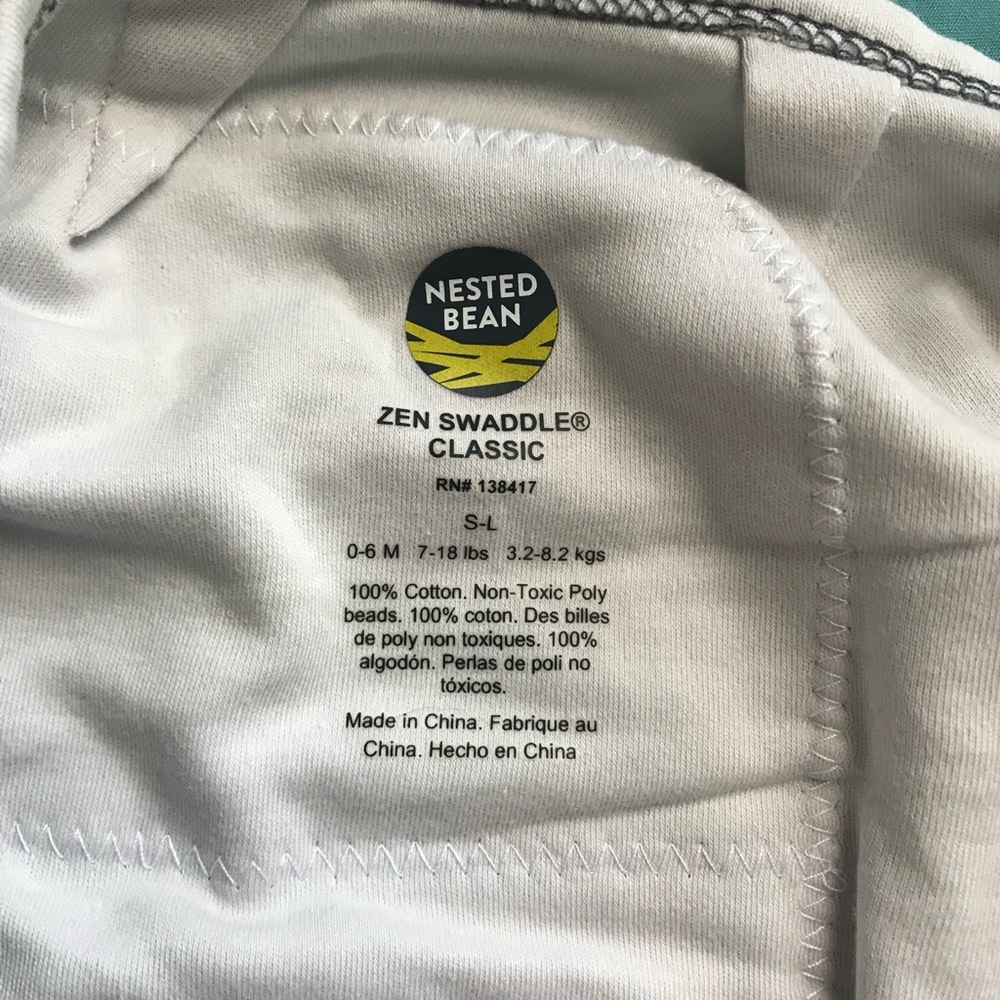 NESTED
BEAN
ZEN SWADDLE®
CLASSIC
RN# 138417
S-L
0-6 M 7-18 lbs 3.2-8.2 kgs
100% Cotton. Non-Toxic Poly
beads. 100% coton. Des billes
de poly non toxiques. 100%
algodón. Perlas de poli no
tóxicos.
Made in China. Fabrique au
China. Hecho en China